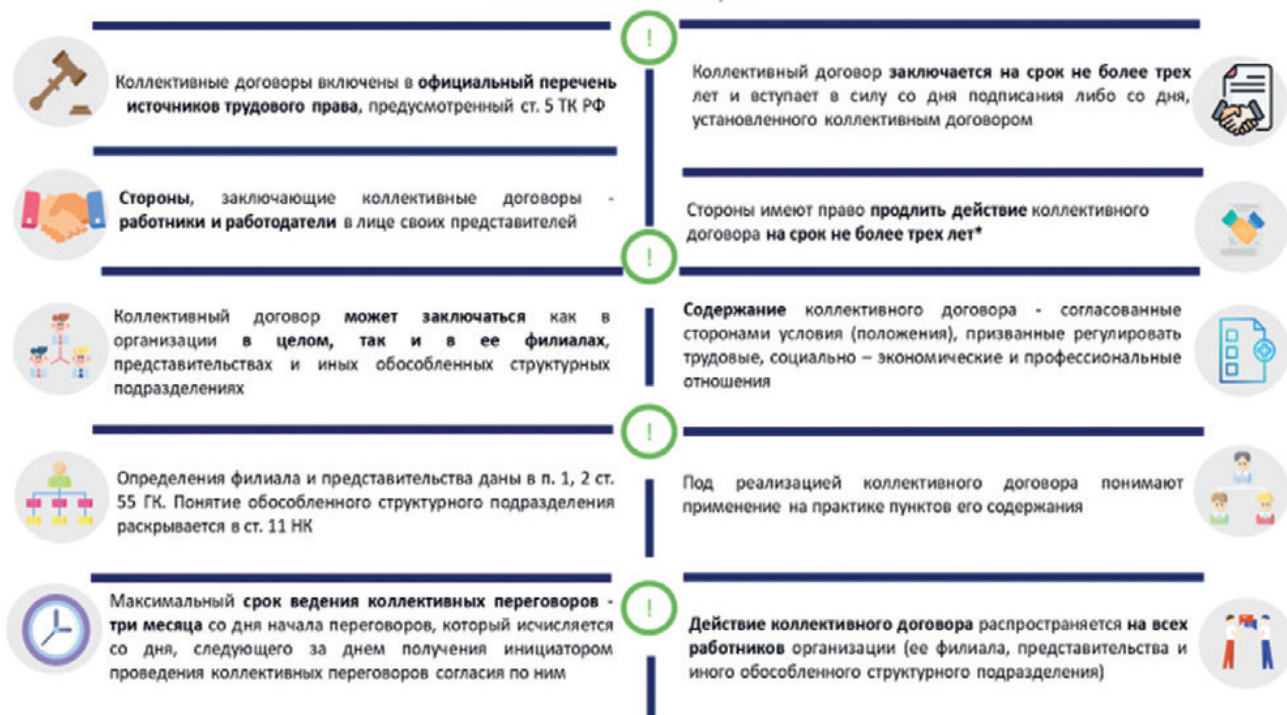 Коллективные договоры включены в официальный перечень
источников трудового права, предусмотренный ст. 5 ТК РФ
Стороны, заключающие коллективные договоры -
работники и работодатели в лице своих представителей
Коллективный договор может заключаться как в
организации в целом, так и в ее филиалах,
представительствах и иных обособленных структурных
подразделениях
Определения филиала и представительства даны в п. 1, 2 ст.
55 ГК. Понятие обособленного структурного подразделения
раскрывается в ст. 11 НК
Максимальный срок ведения коллективных переговоров -
три месяца со дня начала переговоров, который исчисляется
со дня, следующего за днем получения инициатором
проведения коллективных переговоров согласия по ним
!
!
!
!
Коллективный договор заключается на срок не более трех
лет и вступает в силу со дня подписания либо со дня,
установленного коллективным договором
Стороны имеют право продлить действие коллективного
договора на срок не более трех лет*
Содержание коллективного договора - согласованные
сторонами условия (положения), призванные регулировать
трудовые, социально – экономические и профессиональные
отношения
Под реализацией коллективного договора понимают
применение на практике пунктов его содержания
Действие коллективного договора распространяется на всех
работников организации (ее филиала, представительства и
иного обособленного структурного подразделения)